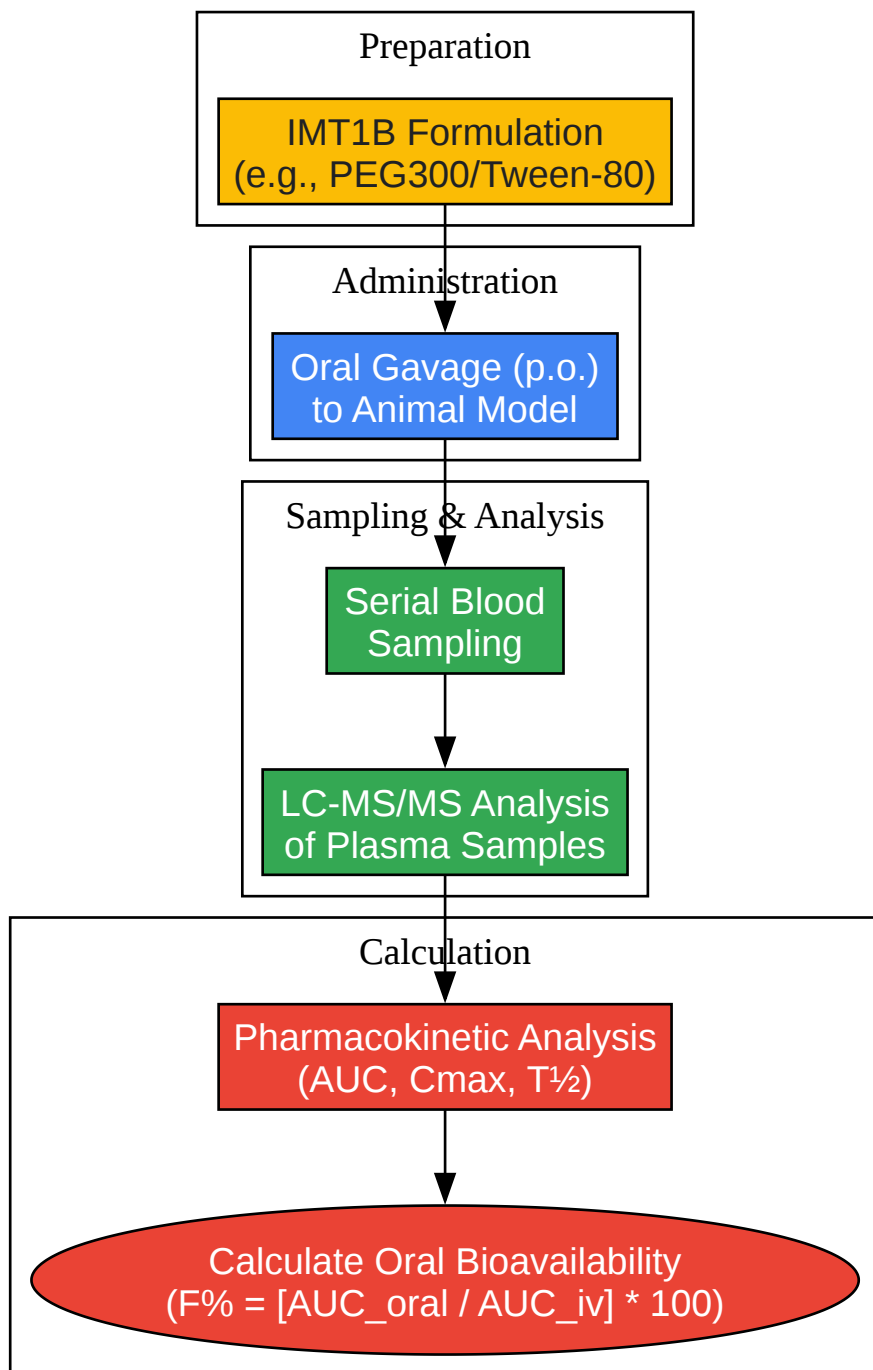 Preparation
IMT1B Formulation
(e.g., PEG300/Tween-80)
Administration
Oral Gavage (p.o.)
to Animal Model
Sampling & Analysis
Serial Blood
Sampling
LC-MS/MS Analysis
of Plasma Samples
Calculation
Pharmacokinetic Analysis
(AUC, Cmax, T½)
Calculate Oral Bioavailability
(F% = [AUC_oral / AUC_iv] * 100)